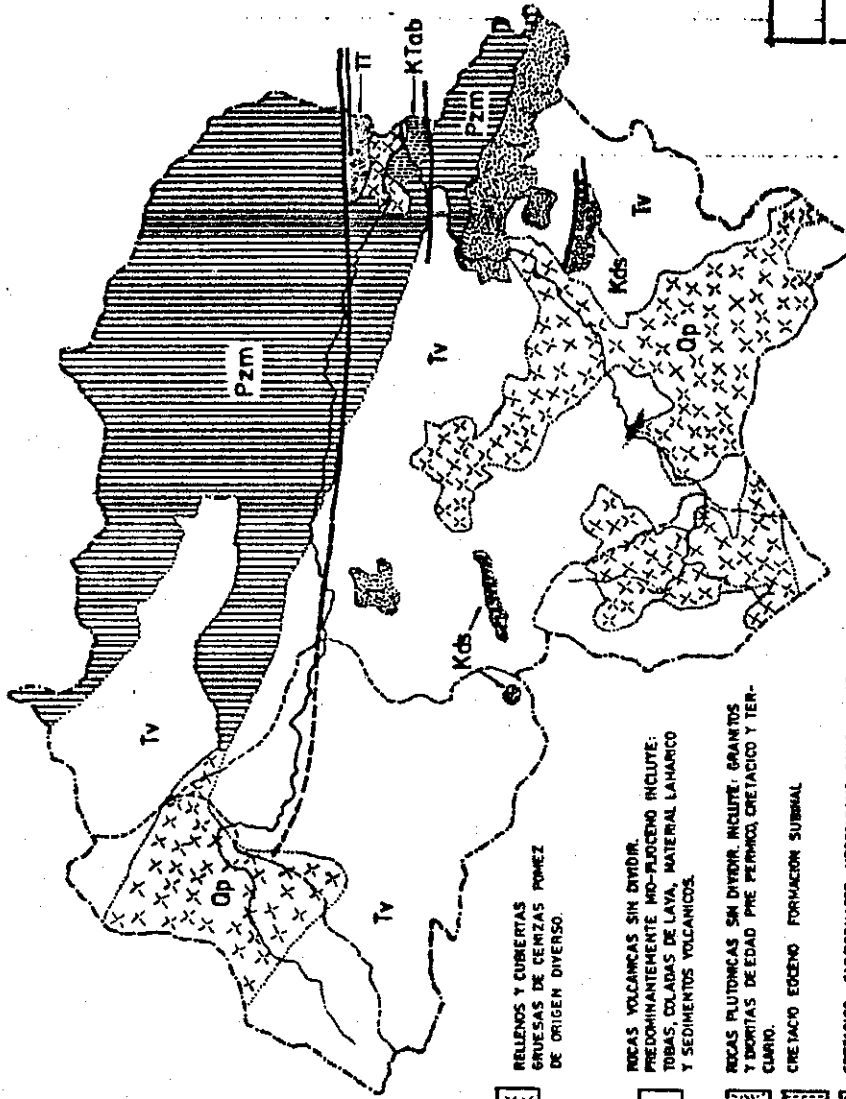 TT
KTab
Pzm
Pzm
Tv
Kds
Tv
Qp
Kds
Tv
Qp
Tv
RELLENOS Y CUBIERTAS
GRUESAS DE CENIZAS POMEZ
DE ORIGEN DIVERSO.
ROCAS VOLCANICAS SIN DIVIDIR.
PREDOMINANTEMENTE MIO-PLIOCENO INCLUYE:
TOBAS, COLADAS DE LAVA, MATERIAL LAHARICO
Y SEDIMENTOS VOLCANICOS.
ROCAS PLUTONICAS SIN DIVIDIR. INCLUYE: GRANITOS
Y DIORITAS DE EDAD PRE PERMICO, CRETACICO Y TER-
CIARIO.
CRETACIO EOCENO FORMACION SUBINAL